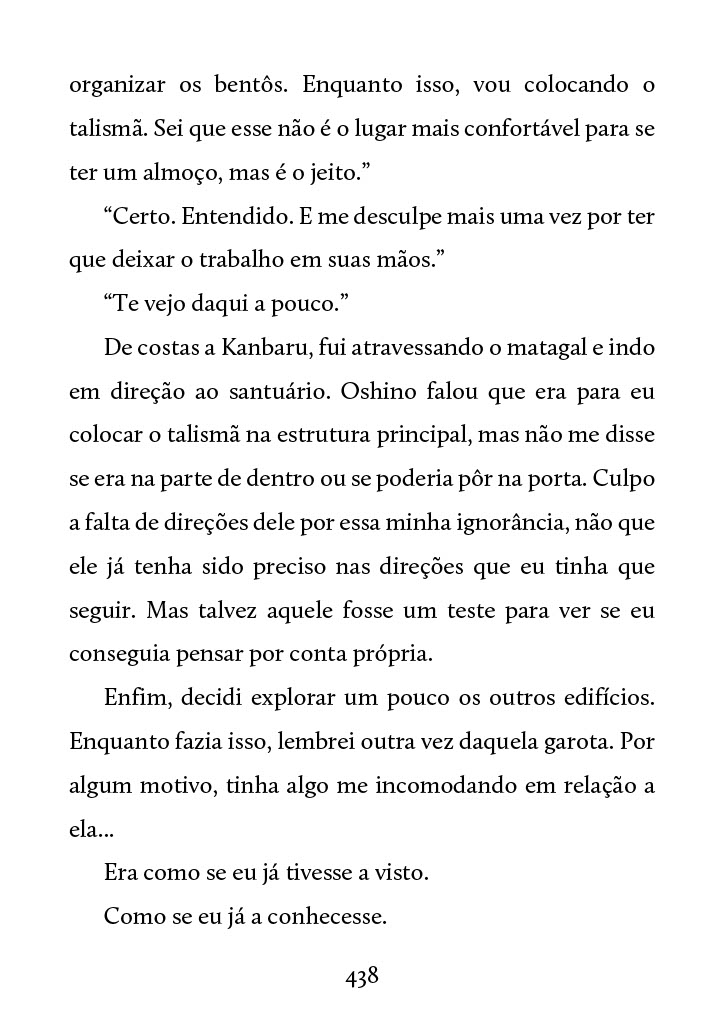 organizar os bentôs. Enquanto isso, vou colocando o
talismã. Sei que esse não é o lugar mais confortável para se
ter um almoço, mas é o jeito.”
“Certo. Entendido. E me desculpe mais uma vez por ter
que deixar o trabalho em suas mãos.”
“Te vejo daqui a pouco.”
De costas a Kanbaru, fui atravessando o matagal e indo
em direção ao santuário. Oshino falou que era para eu
colocar o talismã na estrutura principal, mas não me disse
se era na parte de dentro ou se poderia pôr na porta. Culpo
a falta de direções dele por essa minha ignorância, não que
ele já tenha sido preciso nas direções que eu tinha que
seguir. Mas talvez aquele fosse um teste para ver se eu
conseguia pensar por conta própria.
Enfim, decidi explorar um pouco os outros edifícios.
Enquanto fazia isso, lembrei outra vez daquela garota. Por
algum motivo, tinha algo me incomodando em relação a
ela...
Era como se eu já tivesse a visto.
Como se eu já a conhecesse.
438